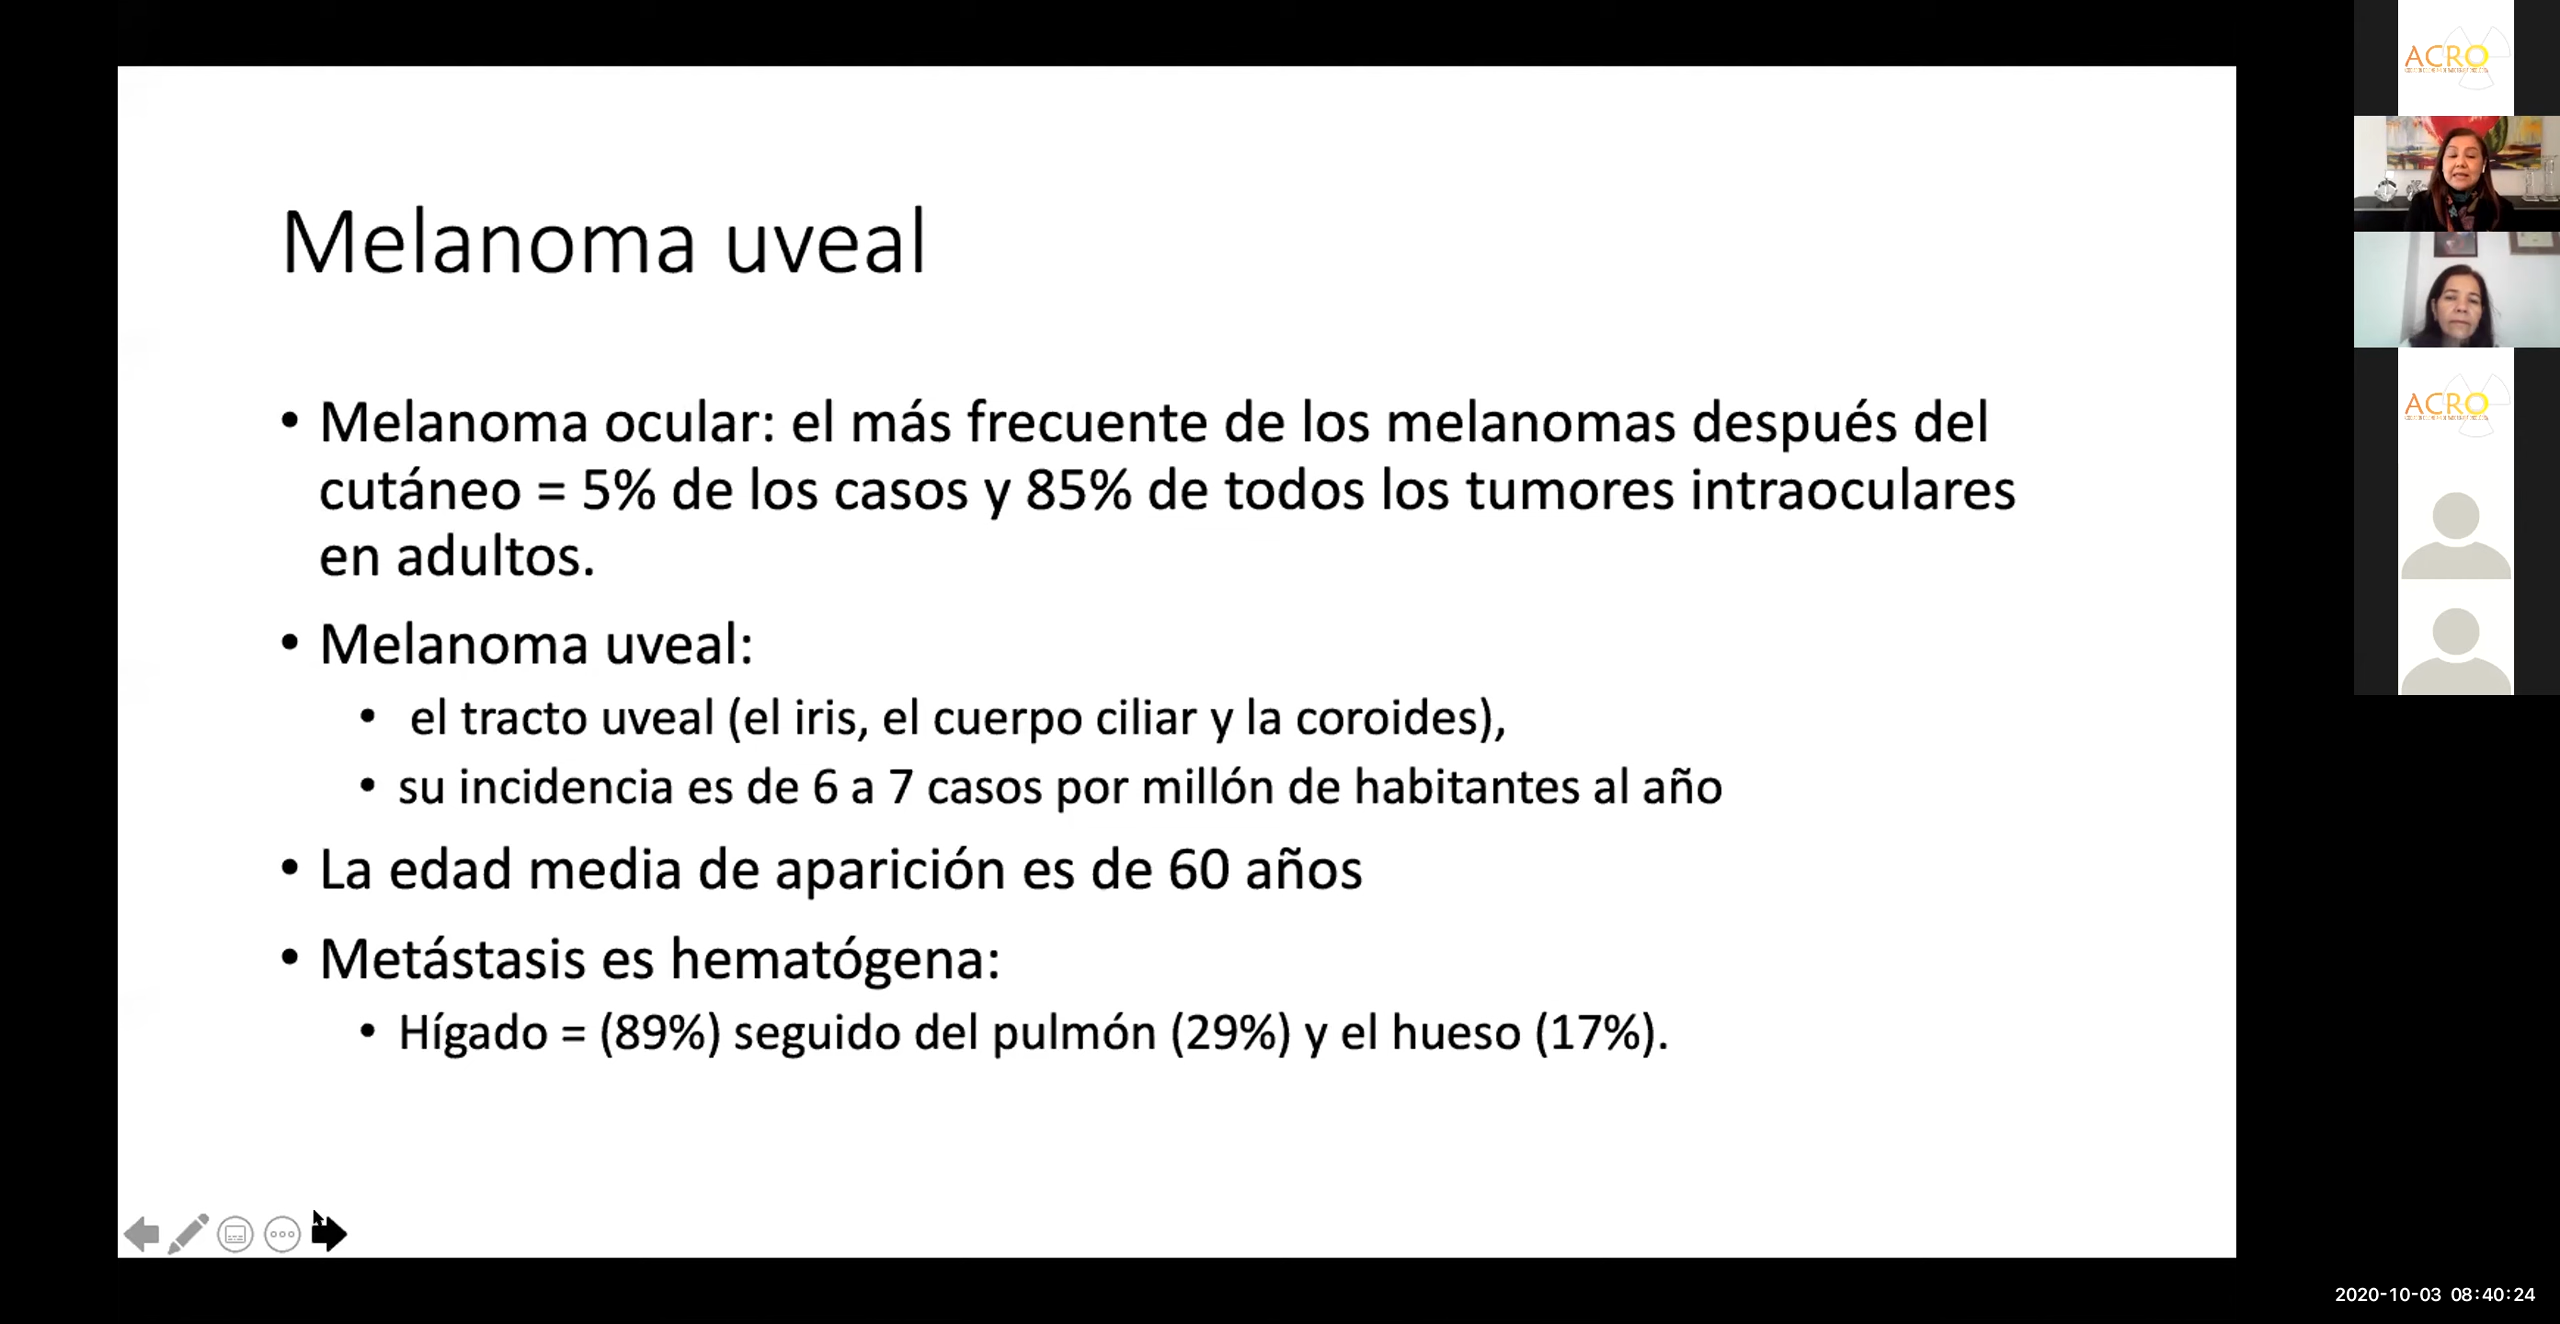 Melanoma uveal
• Melanoma ocular: el más frecuente de los melanomas después del
cutáneo = 5% de los casos y 85% de todos los tumores intraoculares
en adultos.
• Melanoma uveal:
• el tracto uveal (el iris, el cuerpo ciliar y la coroides),
• su incidencia es de 6 a 7 casos por millón de habitantes al año
• La edad media de aparición es de 60 años
• Metástasis es hematógena:
• Hígado = (89%) seguido del pulmón (29%) y el hueso (17%).
ACRO
ACRO
2020-10-03 08:40:24